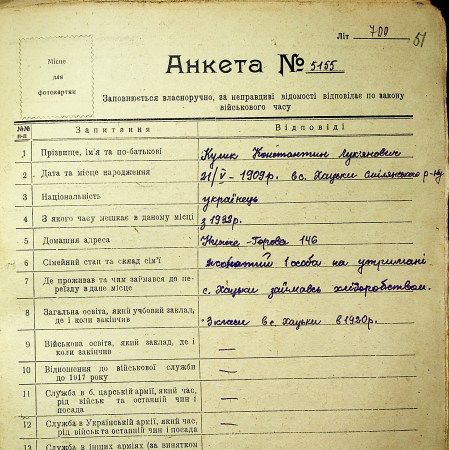 Літ 700 51
Місце
для
фотокартки
Анкета № 5155
Заповнюється власноручно, за неправдиві відомості відповідає по закону
військового часу
№№
п-п
Запитання
Відповіді
1 Прізвище, ім'я та по-батькові Кулик Константин Лук'янович
2 Дата та місце народження 21/V - 1909р. в с. Хацьки Смілянського р-ну
3 Національність українець
4 З якого часу мешкає в даному місці з 1932р.
5 Домашня адреса Нижня-Горова 146
6 Сімейний стан та склад сім'ї жонатий 1 особа на утримані
7 Де проживав та чим займався до переїзду в дане місце с. Хацьки займавсь хліборобством.
8 Загальна освіта, який учбовий заклад,
де і коли закінчив 3 класи в с. Хацьки в 1920р.
9 Військова освіта, який заклад, де і
коли закінчив —
10 Відношення до військової служби
до 1917 року —
11 Служба в б. царській армії, який час,
рід військ та останній чин і
посада —
12 Служба в Українській армії, який час,
рід військ та останній чин і посада —
13 Служба в інших арміях (за винятком